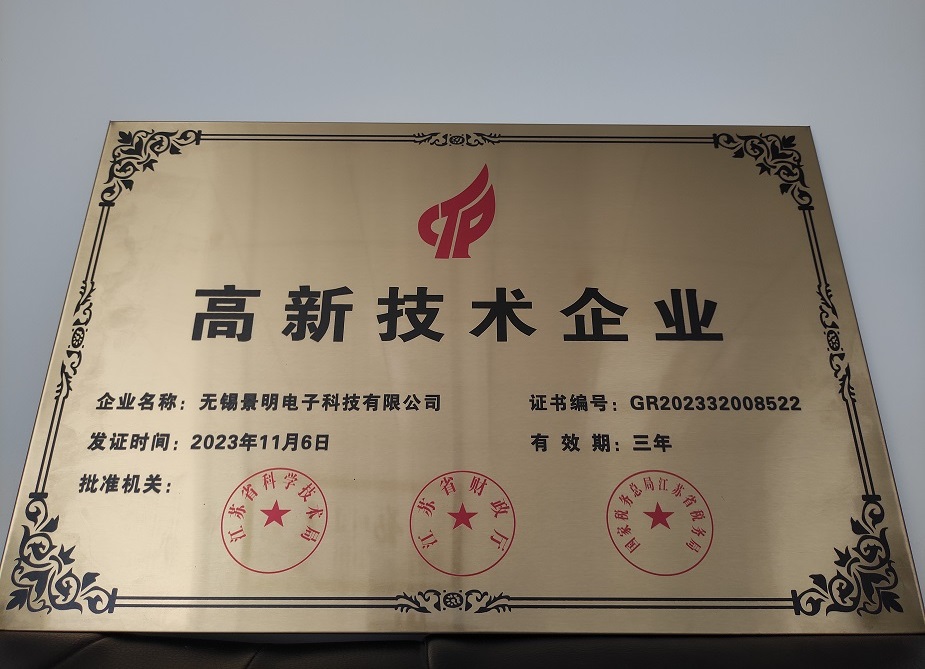 CTP
高新技术企业
企业名称：无锡景明电子科技有限公司
证书编号：GR202332008522
发证时间：2023年11月6日
有 效 期：三年
批准机关：
江苏省科学技术局
江苏省财政厅
国家税务总局江苏省税务局